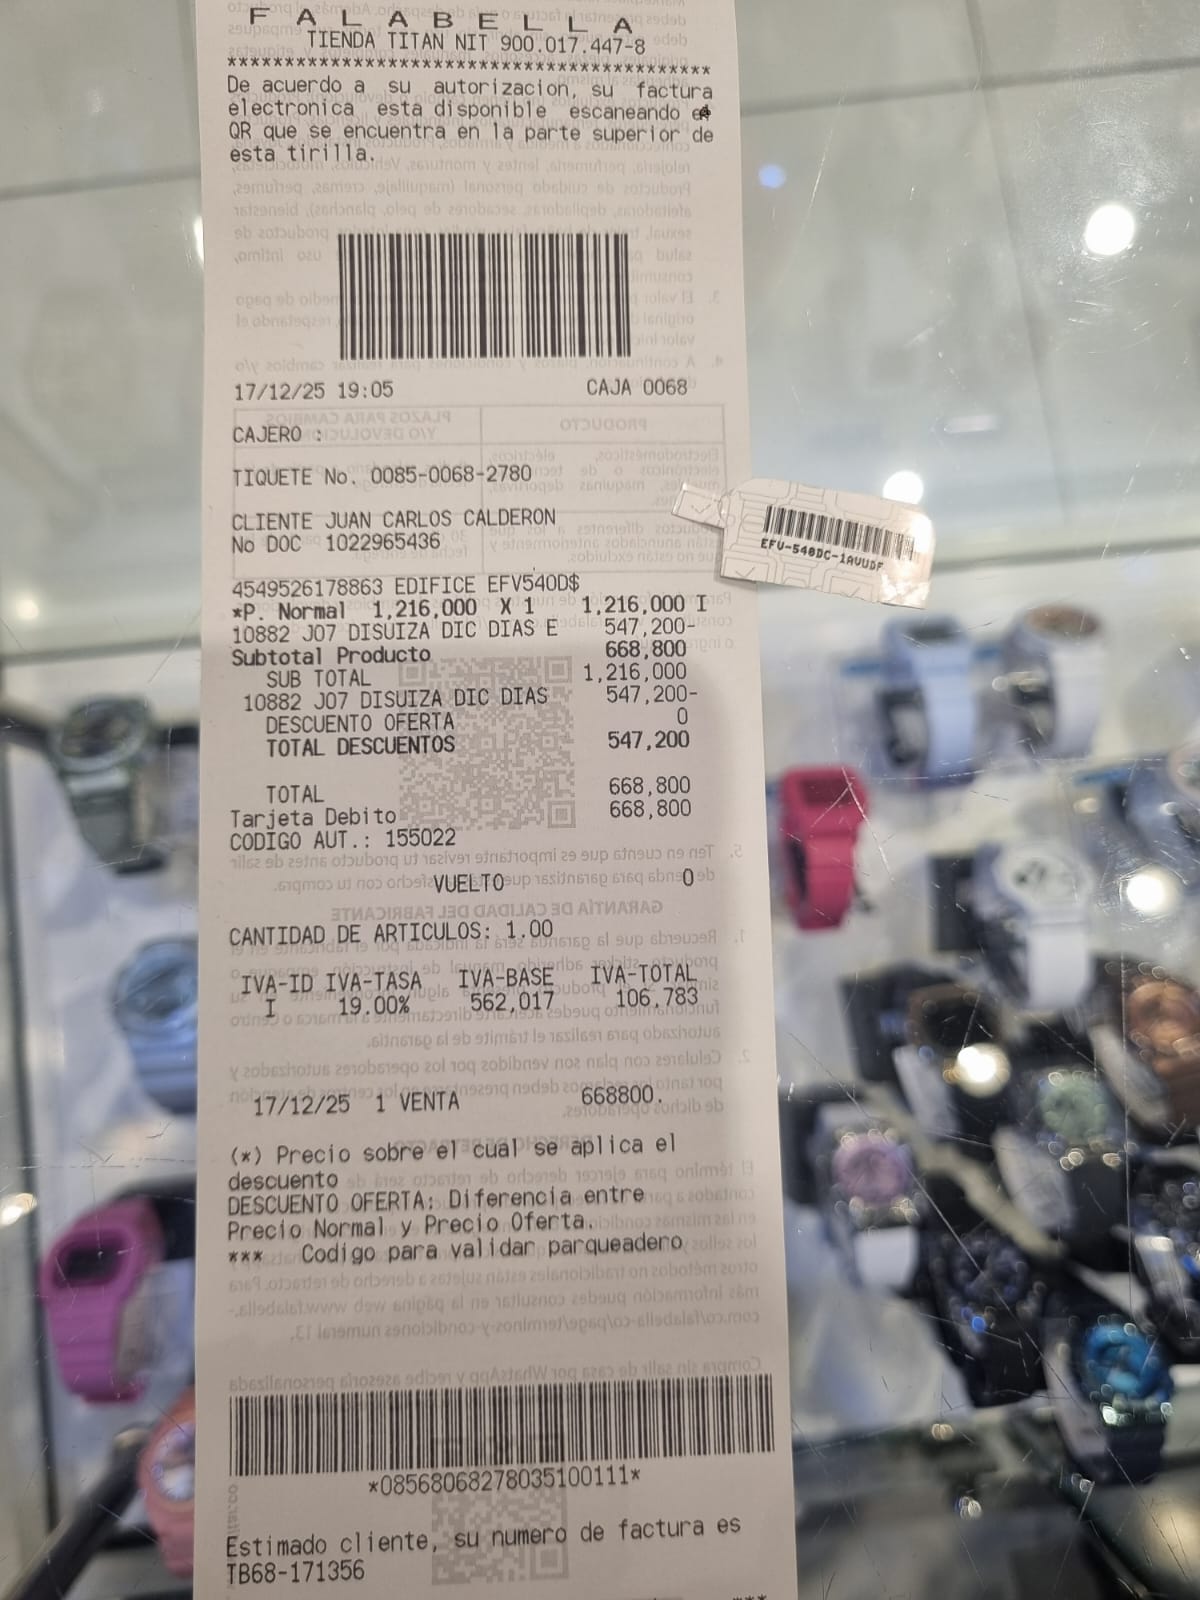 F A L A B E L L A
TIENDA TITAN NIT 900.017.447-8
******************************************
De acuerdo a su autorizacion, su factura
electronica esta disponible escaneando el
QR que se encuentra en la parte superior de
esta tirilla.
17/12/25 19:05 CAJA 0068
CAJERO :
TIQUETE No. 0085-0068-2780
CLIENTE JUAN CARLOS CALDERON
No DOC 1022965436
EFV-540DC-1AVUDF
4549526178863 EDIFICE EFV540D$
*P. Normal 1,216,000 X 1 1,216,000 I
10882 J07 DISUIZA DIC DIAS E 547,200-
Subtotal Producto 668,800
SUB TOTAL 1,216,000
10882 J07 DISUIZA DIC DIAS 547,200-
DESCUENTO OFERTA 0
TOTAL DESCUENTOS 547,200
TOTAL 668,800
Tarjeta Debito 668,800
CODIGO AUT.: 155022
VUELTO 0
CANTIDAD DE ARTICULOS: 1.00
IVA-ID IVA-TASA IVA-BASE IVA-TOTAL
I 19.00% 562,017 106,783
17/12/25 1 VENTA 668800.
(*) Precio sobre el cual se aplica el
descuento
DESCUENTO OFERTA: Diferencia entre
Precio Normal y Precio Oferta.
*** Codigo para validar parqueadero
*08568068278035100111*
Estimado cliente, su numero de factura es
TB68-171356